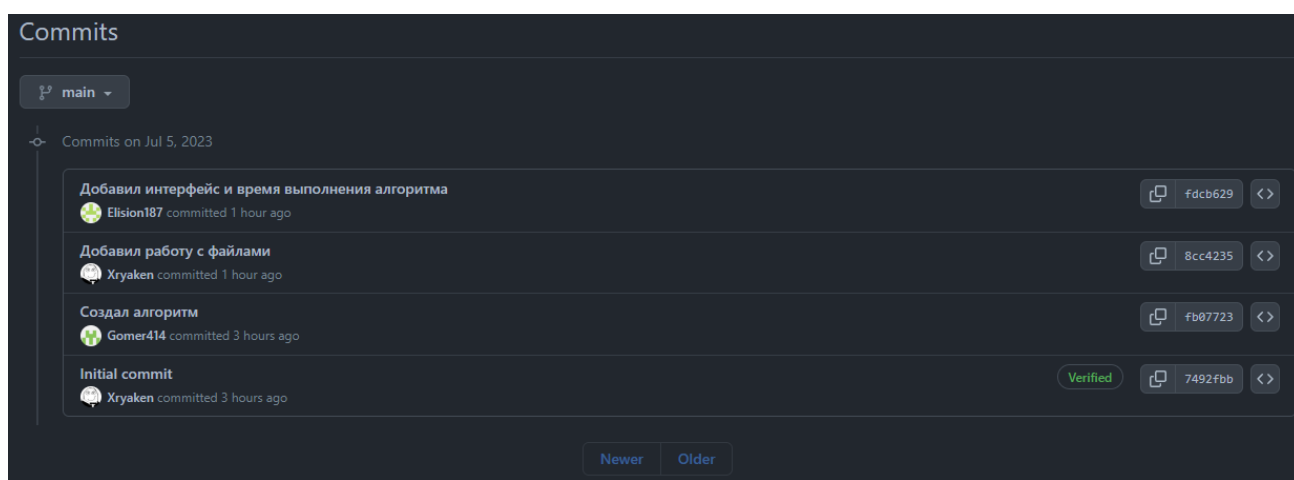 Commits
main
Commits on Jul 5, 2023
Добавил интерфейс и время выполнения алгоритма
fdcb629
Elision187 committed 1 hour ago
Добавил работу с файлами
8cc4235
Xryaken committed 1 hour ago
Создал алгоритм
fb07723
Gomer414 committed 3 hours ago
Initial commit
Verified
7492fbb
Xryaken committed 3 hours ago
Newer Older